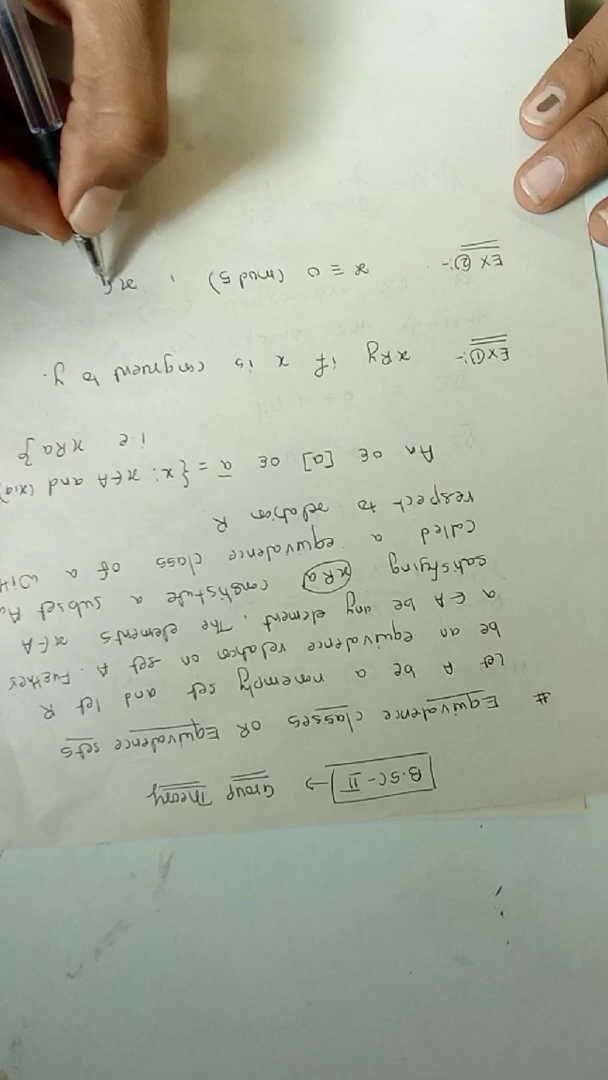 B.SC-II → Group Theory
# Equivalence classes OR Equivalence sets
Let A be a nonempty set and let R
be an equivalence relation on set A. Further
a ∈ A be any element. The elements x ∈ A
satisfying xRa constitute a subset Aa
called a equivalence class of a with
respect to relation R
Aa or [a] or ā = {x : x ∈ A and (x,a)
i.e xRa}
EX①:- xRy if x is congruent to y.
EX②:- x ≡ 0 (mod 5) , x